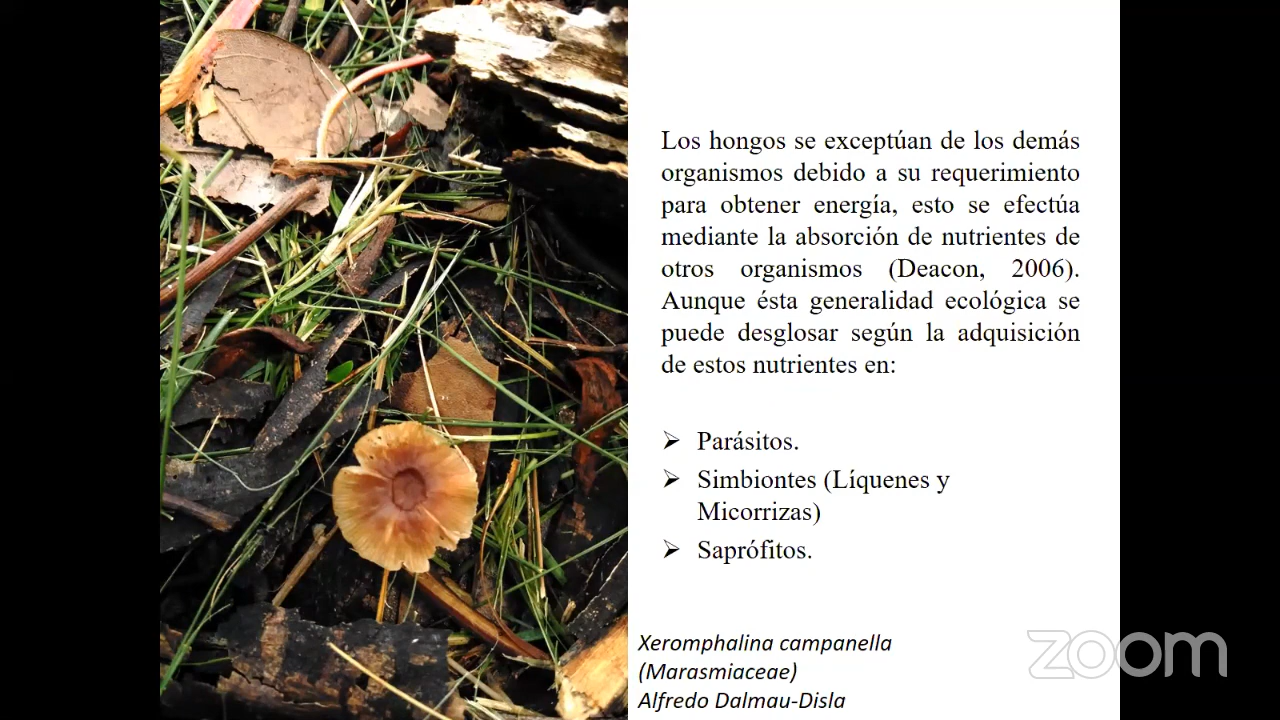 Los hongos se exceptúan de los demás
organismos debido a su requerimiento
para obtener energía, esto se efectúa
mediante la absorción de nutrientes de
otros organismos (Deacon, 2006).
Aunque ésta generalidad ecológica se
puede desglosar según la adquisición
de estos nutrientes en:
➢ Parásitos.
➢ Simbiontes (Líquenes y
Micorrizas)
➢ Saprófitos.
Xeromphalina campanella
(Marasmiaceae)
Alfredo Dalmau-Disla
zoom